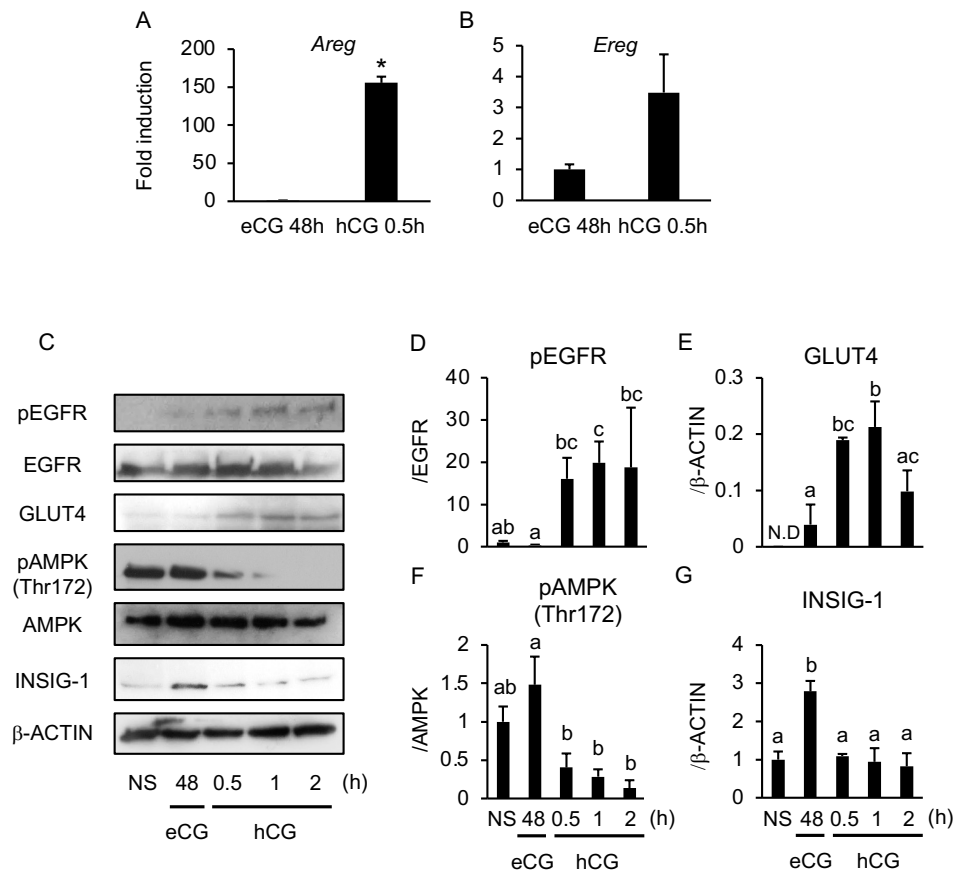 A
Areg
Fold induction
200
150
100
50
0
*
eCG 48h hCG 0.5h
B
Ereg
5
4
3
2
1
0
eCG 48h hCG 0.5h
C
pEGFR
EGFR
GLUT4
pAMPK
(Thr172)
AMPK
INSIG-1
β-ACTIN
NS 48 0.5 1 2 (h)
eCG hCG
D
pEGFR
/EGFR
40
30
20
10
0
ab a bc c bc
E
GLUT4
/β-ACTIN
0.3
0.2
0.1
0
N.D a bc b ac
F
pAMPK
(Thr172)
/AMPK
2
1.5
1
0.5
0
ab a b b b
NS 48 0.5 1 2 (h)
eCG hCG
G
INSIG-1
/β-ACTIN
4
3
2
1
0
a b a a a
NS 48 0.5 1 2 (h)
eCG hCG